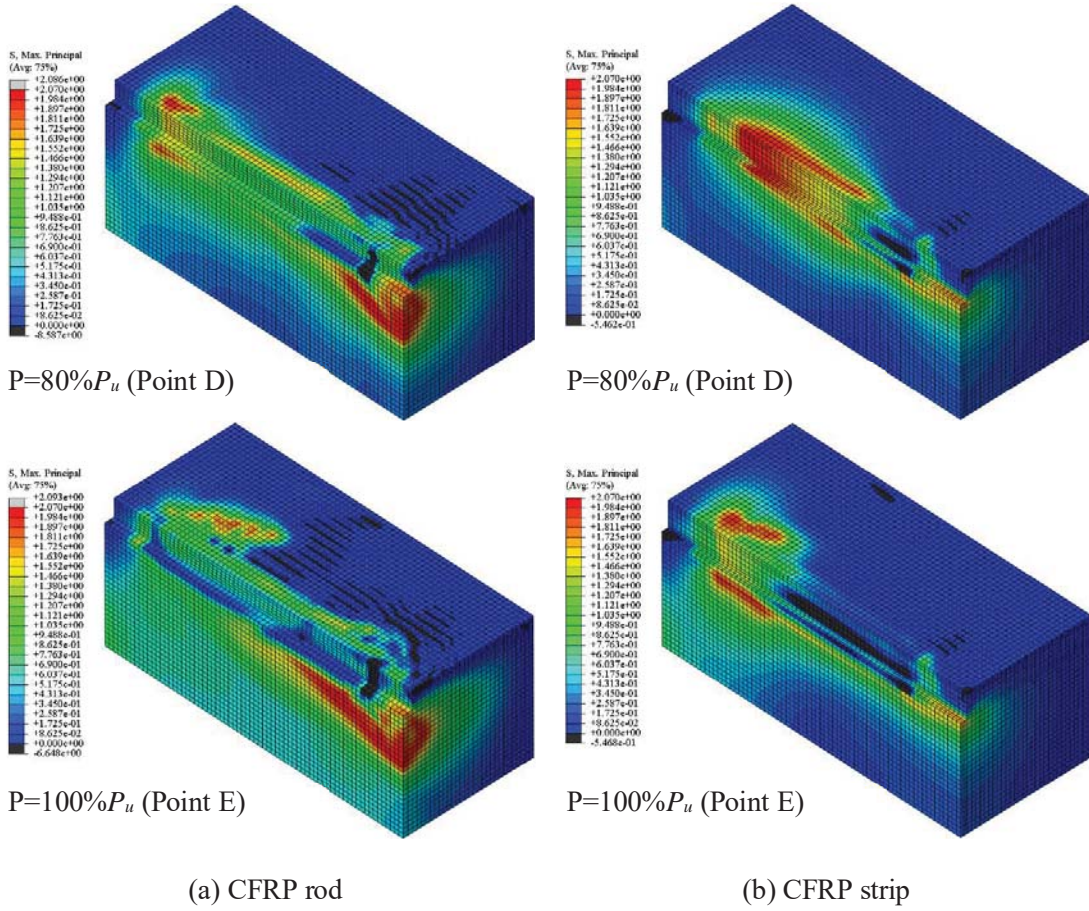 S, Max. Principal
(Avg: 75%)
+2.086e+00
+2.070e+00
+1.984e+00
+1.897e+00
+1.811e+00
+1.725e+00
+1.639e+00
+1.552e+00
+1.466e+00
+1.380e+00
+1.294e+00
+1.207e+00
+1.121e+00
+1.035e+00
+9.488e-01
+8.625e-01
+7.763e-01
+6.900e-01
+6.037e-01
+5.175e-01
+4.313e-01
+3.450e-01
+2.587e-01
+1.725e-01
+8.625e-02
+0.000e+00
-8.587e+00
P=80%Pu (Point D)
S, Max. Principal
(Avg: 75%)
+2.070e+00
+1.984e+00
+1.897e+00
+1.811e+00
+1.725e+00
+1.639e+00
+1.552e+00
+1.466e+00
+1.380e+00
+1.294e+00
+1.207e+00
+1.121e+00
+1.035e+00
+9.488e-01
+8.625e-01
+7.763e-01
+6.900e-01
+6.037e-01
+5.175e-01
+4.313e-01
+3.450e-01
+2.587e-01
+1.725e-01
+8.625e-02
+0.000e+00
-5.462e-01
P=80%Pu (Point D)
S, Max. Principal
(Avg: 75%)
+2.093e+00
+2.070e+00
+1.984e+00
+1.897e+00
+1.811e+00
+1.725e+00
+1.639e+00
+1.552e+00
+1.466e+00
+1.380e+00
+1.294e+00
+1.207e+00
+1.121e+00
+1.035e+00
+9.488e-01
+8.625e-01
+7.763e-01
+6.900e-01
+6.037e-01
+5.175e-01
+4.313e-01
+3.450e-01
+2.587e-01
+1.725e-01
+8.625e-02
+0.000e+00
-6.648e+00
P=100%Pu (Point E)
S, Max. Principal
(Avg: 75%)
+2.070e+00
+1.984e+00
+1.897e+00
+1.811e+00
+1.725e+00
+1.639e+00
+1.552e+00
+1.466e+00
+1.380e+00
+1.294e+00
+1.207e+00
+1.121e+00
+1.035e+00
+9.488e-01
+8.625e-01
+7.763e-01
+6.900e-01
+6.037e-01
+5.175e-01
+4.313e-01
+3.450e-01
+2.587e-01
+1.725e-01
+8.625e-02
+0.000e+00
-5.468e-01
P=100%Pu (Point E)
(a) CFRP rod
(b) CFRP strip